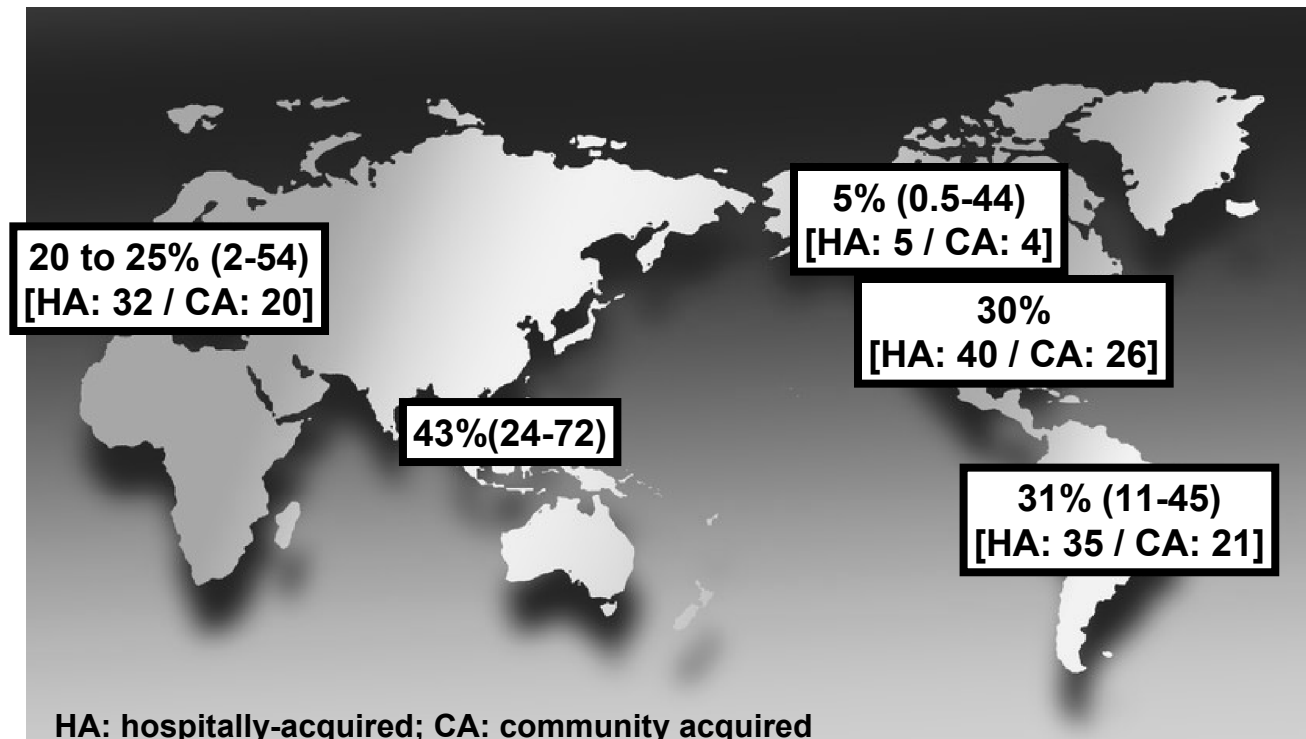 5% (0.5-44)
[HA: 5 / CA: 4]
20 to 25% (2-54)
[HA: 32 / CA: 20]
30%
[HA: 40 / CA: 26]
43%(24-72)
31% (11-45)
[HA: 35 / CA: 21]
HA: hospitally-acquired; CA: community acquired